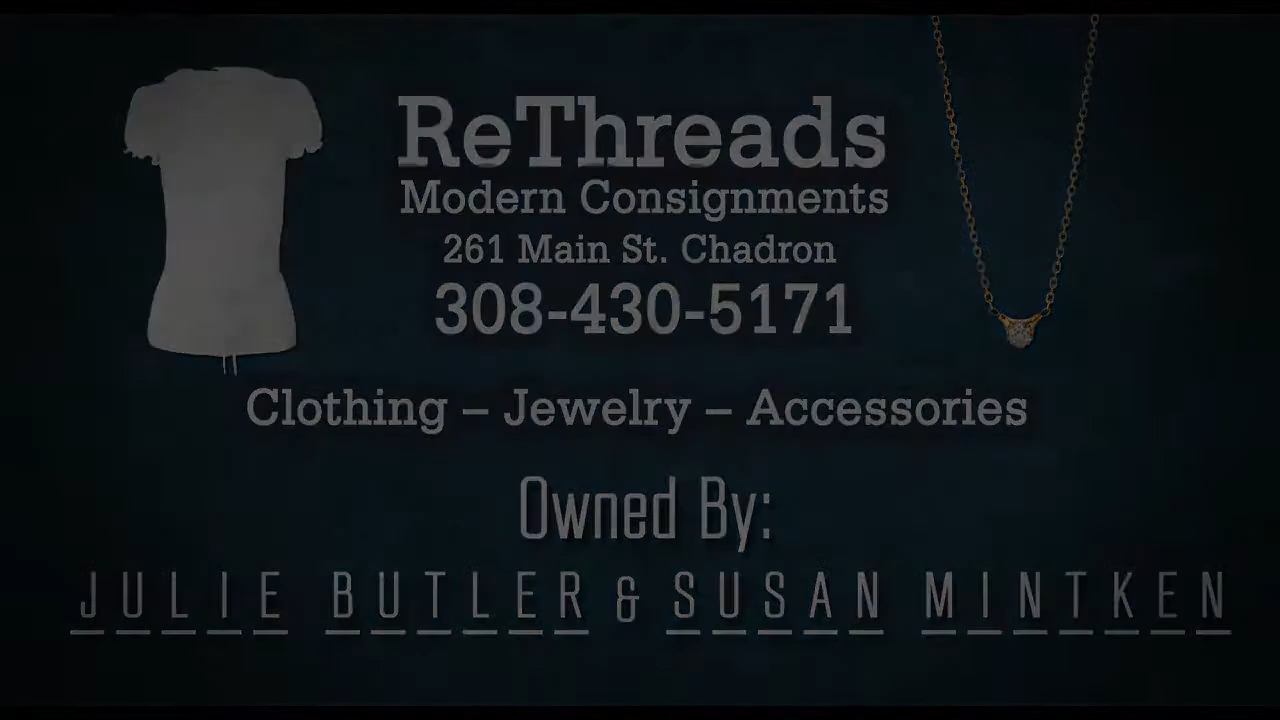 ReThreads
Modern Consignments
261 Main St. Chadron
308-430-5171
Clothing – Jewelry – Accessories
Owned By:
JULIE BUTLER & SUSAN MINTKEN